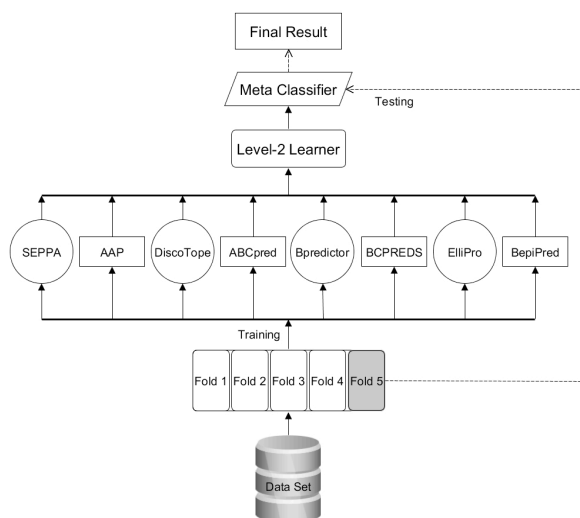 Final Result
Meta Classifier
Testing
Level-2 Learner
SEPPA
AAP
DiscoTope
ABCpred
Bpredictor
BCPREDS
ElliPro
BepiPred
Training
Fold 1
Fold 2
Fold 3
Fold 4
Fold 5
Data Set